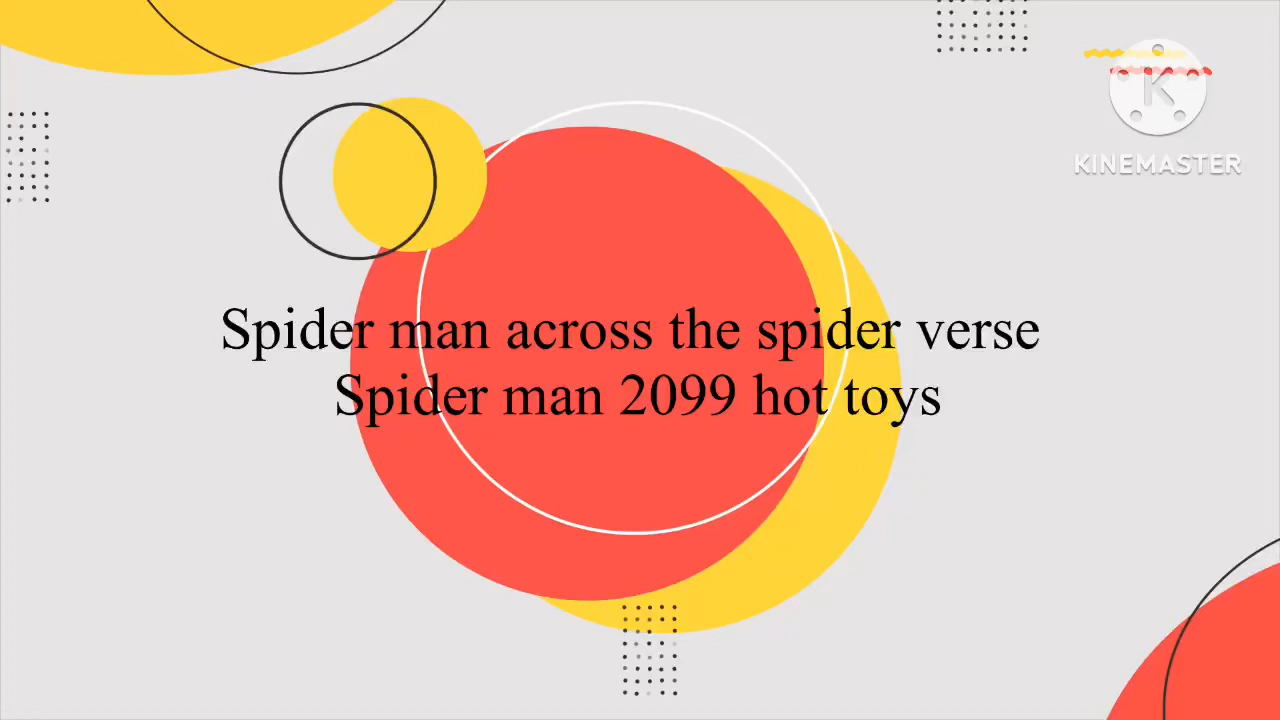 K
KINEMASTER
Spider man across the spider verse
Spider man 2099 hot toys